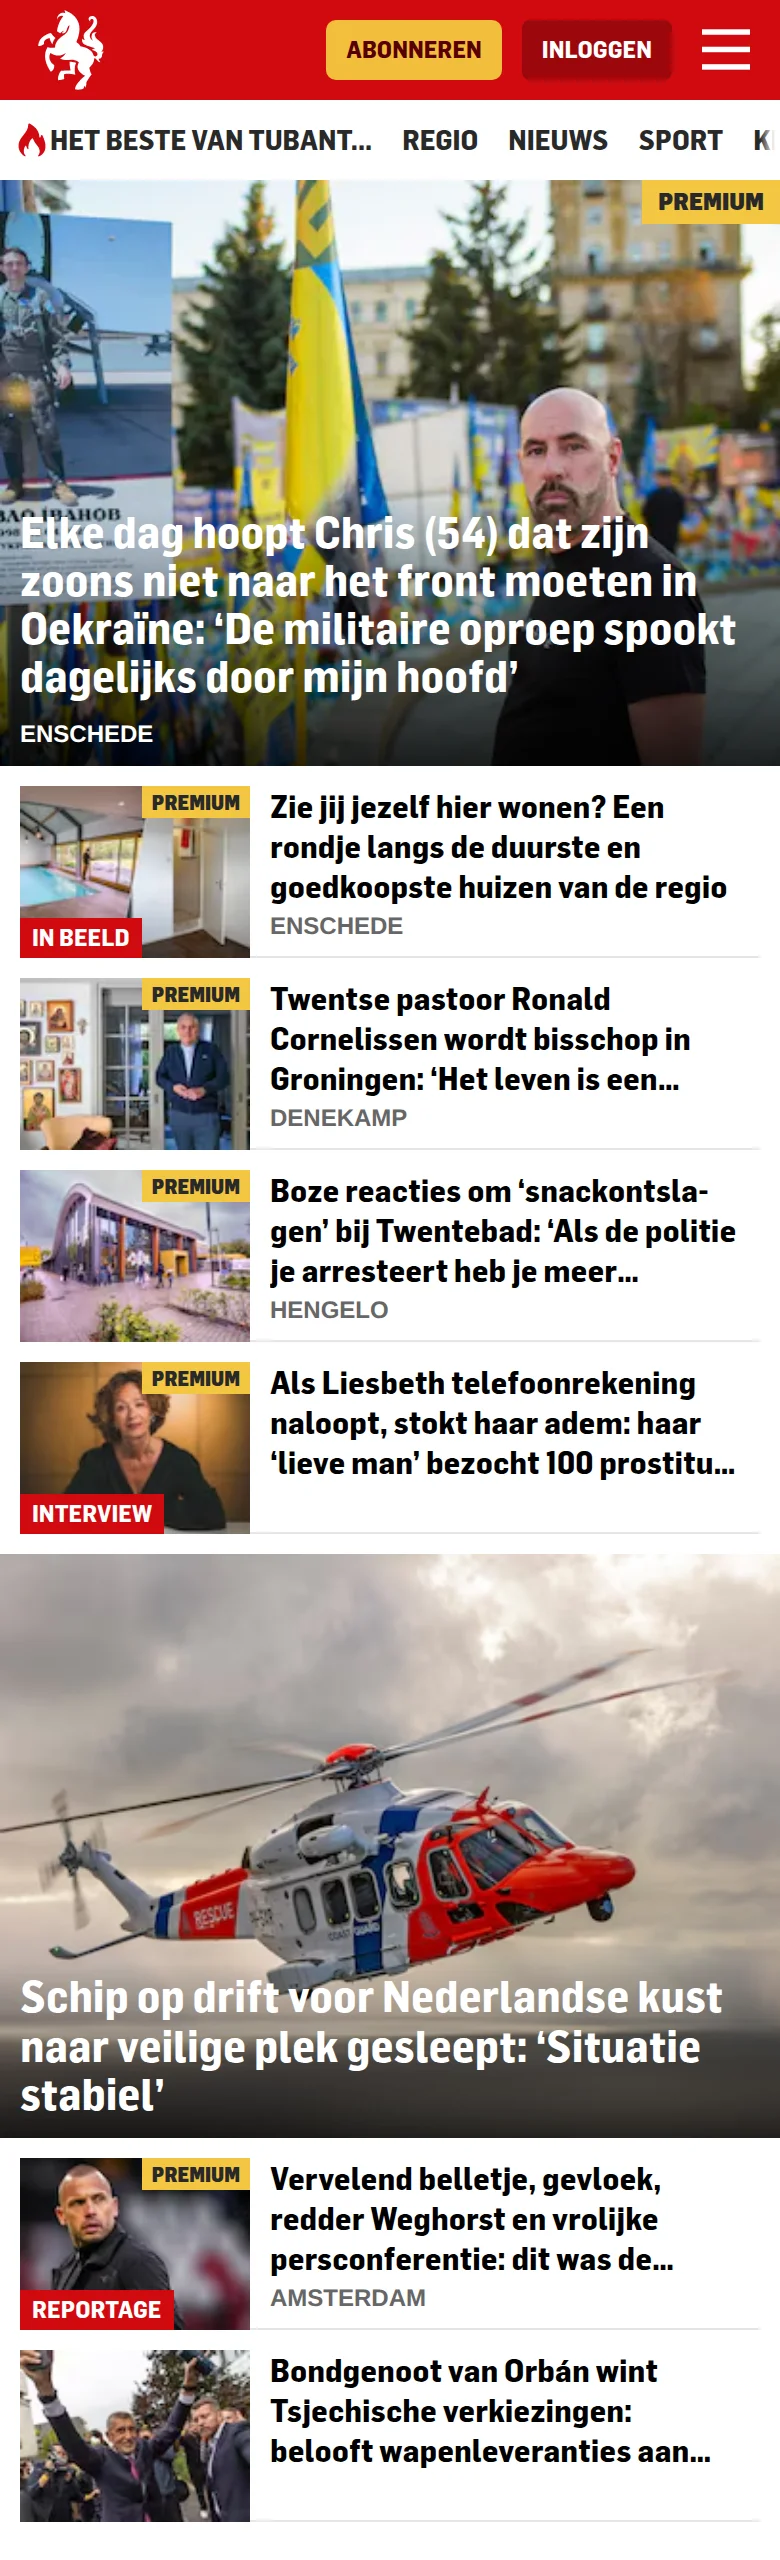 ABONNEREN
INLOGGEN
HET BESTE VAN TUBANT... REGIO NIEUWS SPORT
PREMIUM
Elke dag hoopt Chris (54) dat zijn
zoons niet naar het front moeten in
Oekraïne: ‘De militaire oproep spookt
dagelijks door mijn hoofd’
ENSCHEDE
PREMIUM
IN BEELD
Zie jij jezelf hier wonen? Een
rondje langs de duurste en
goedkoopste huizen van de regio
ENSCHEDE
PREMIUM
Twentse pastoor Ronald
Cornelissen wordt bisschop in
Groningen: ‘Het leven is een...
DENEKAMP
PREMIUM
Boze reacties om ‘snackontsla-
gen’ bij Twentebad: ‘Als de politie
je arresteert heb je meer...
HENGELO
PREMIUM
INTERVIEW
Als Liesbeth telefoonrekening
naloopt, stokt haar adem: haar
‘lieve man’ bezocht 100 prostitu...
RESCUE
COAST GUARD
Schip op drift voor Nederlandse kust
naar veilige plek gesleept: ‘Situatie
stabiel’
PREMIUM
REPORTAGE
Vervelend belletje, gevloek,
redder Weghorst en vrolijke
persconferentie: dit was de...
AMSTERDAM
Bondgenoot van Orbán wint
Tsjechische verkiezingen:
belooft wapenleveranties aan...